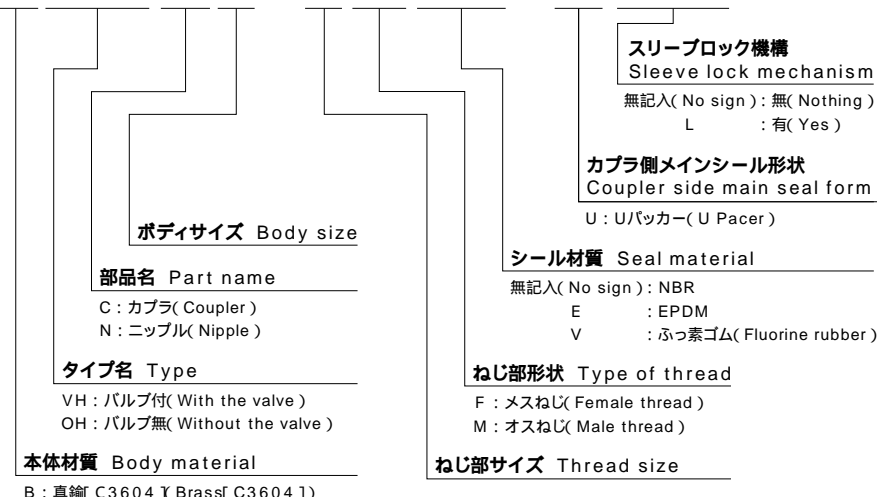 スリーブロック機構
Sleeve lock mechanism
無記入( No sign ) : 無( Nothing )
L : 有( Yes )
カプラ側メインシール形状
Coupler side main seal form
U : Uパッカー( U Pacer )
ボディサイズ Body size
シール材質 Seal material
無記入( No sign ) : NBR
E : EPDM
V : ふっ素ゴム( Fluorine rubber )
部品名 Part name
C : カプラ( Coupler )
N : ニップル( Nipple )
タイプ名 Type
VH : バルブ付( With the valve )
OH : バルブ無( Without the valve )
ねじ部形状 Type of thread
F : メスねじ( Female thread )
M : オスねじ( Male thread )
本体材質 Body material
B : 真鍮[ C3604 ]( Brass[ C3604 ] )
ねじ部サイズ Thread size